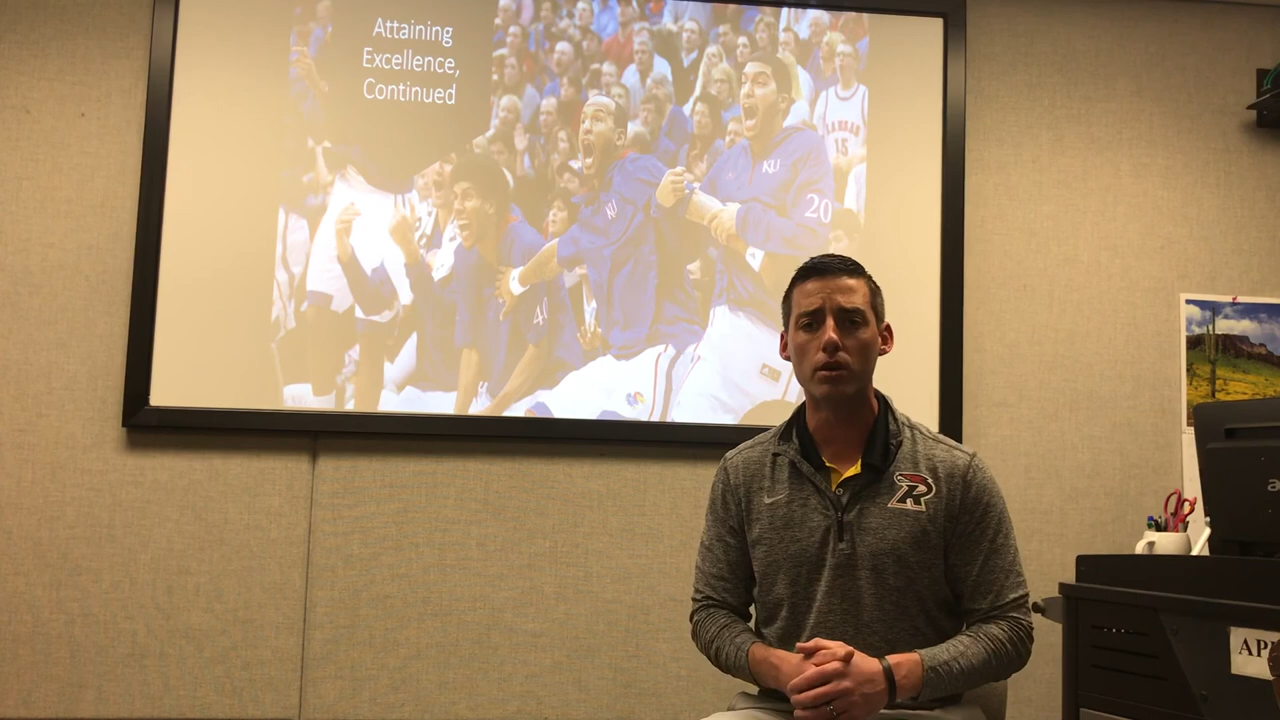 Attaining
Excellence,
Continued
KANSAS
15
KU
20
KU
40
R